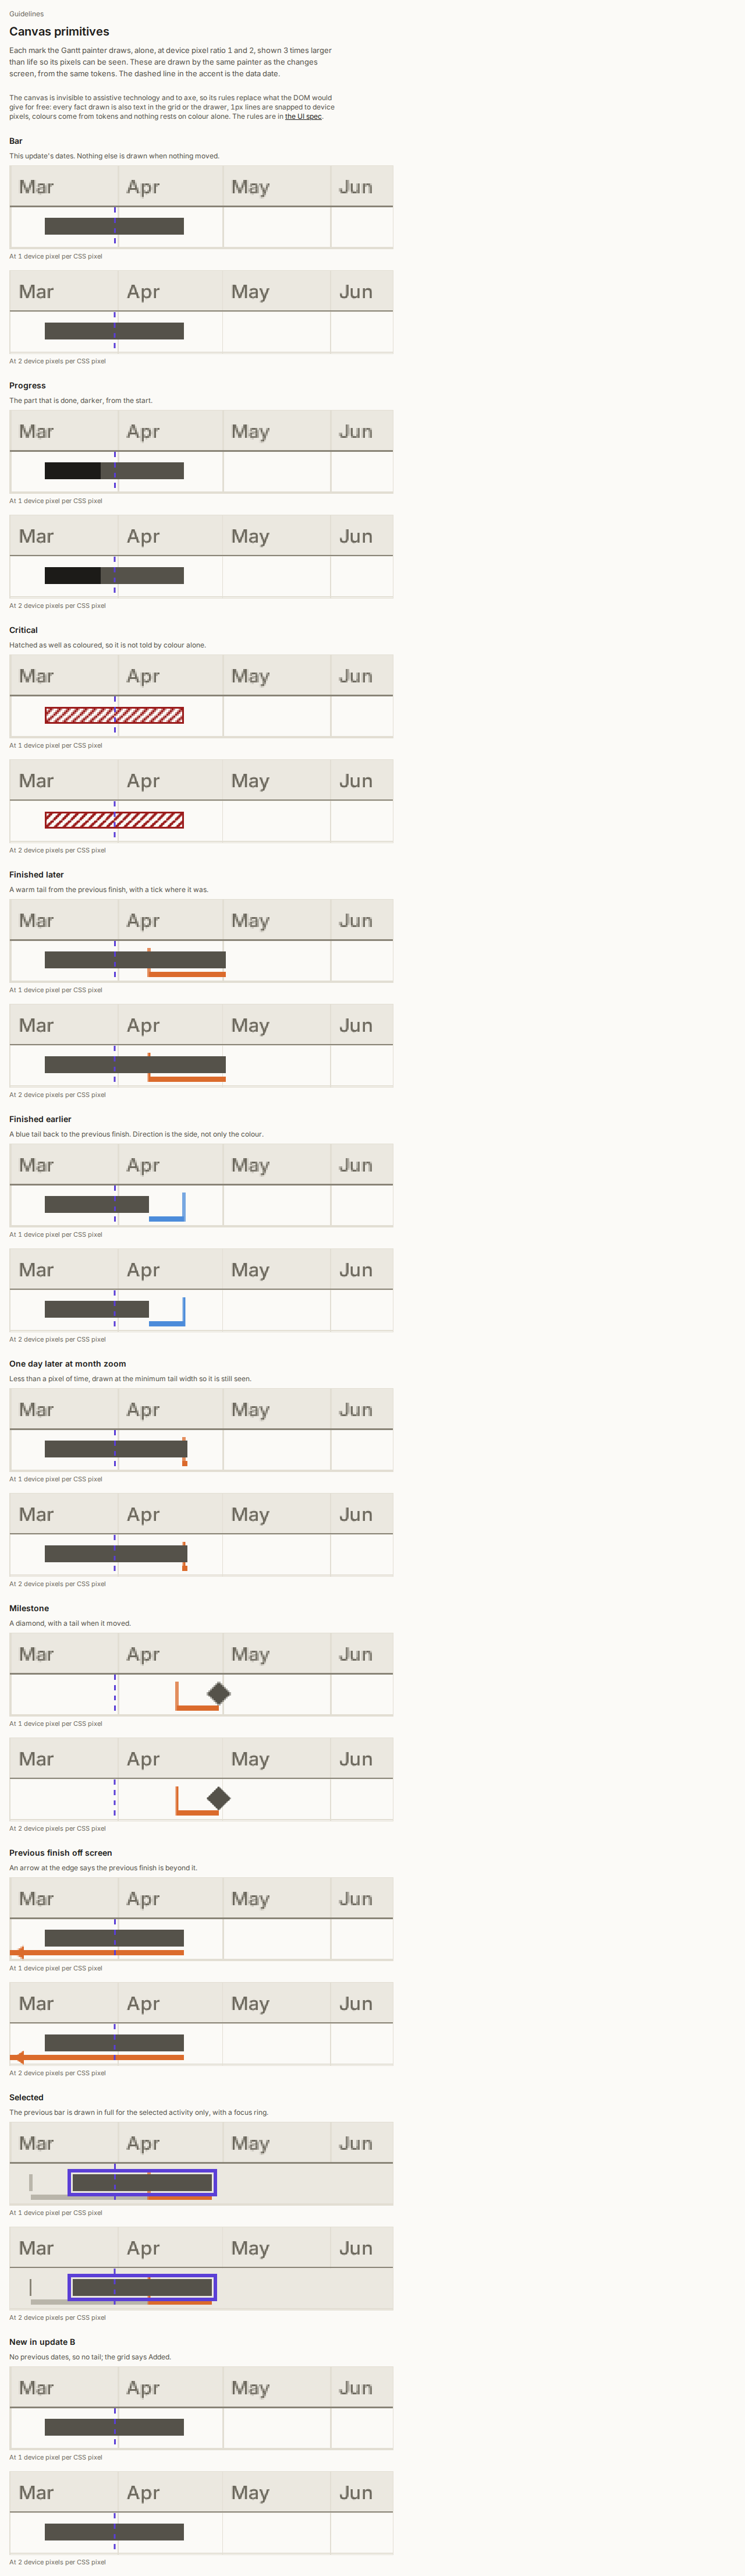 Guidelines
Canvas primitives
Each mark the Gantt painter draws, alone, at device pixel ratio 1 and 2, shown 3 times larger
than life so its pixels can be seen. These are drawn by the same painter as the changes
screen, from the same tokens. The dashed line in the accent is the data date.
The canvas is invisible to assistive technology and to axe, so its rules replace what the DOM would
give for free: every fact drawn is also text in the grid or the drawer, 1px lines are snapped to device
pixels, colours come from tokens and nothing rests on colour alone. The rules are in the UI spec.
Bar
This update's dates. Nothing else is drawn when nothing moved.
Mar Apr May Jun
At 1 device pixel per CSS pixel
Mar Apr May Jun
At 2 device pixels per CSS pixel
Progress
The part that is done, darker, from the start.
Mar Apr May Jun
At 1 device pixel per CSS pixel
Mar Apr May Jun
At 2 device pixels per CSS pixel
Critical
Hatched as well as coloured, so it is not told by colour alone.
Mar Apr May Jun
At 1 device pixel per CSS pixel
Mar Apr May Jun
At 2 device pixels per CSS pixel
Finished later
A warm tail from the previous finish, with a tick where it was.
Mar Apr May Jun
At 1 device pixel per CSS pixel
Mar Apr May Jun
At 2 device pixels per CSS pixel
Finished earlier
A blue tail back to the previous finish. Direction is the side, not only the colour.
Mar Apr May Jun
At 1 device pixel per CSS pixel
Mar Apr May Jun
At 2 device pixels per CSS pixel
One day later at month zoom
Less than a pixel of time, drawn at the minimum tail width so it is still seen.
Mar Apr May Jun
At 1 device pixel per CSS pixel
Mar Apr May Jun
At 2 device pixels per CSS pixel
Milestone
A diamond, with a tail when it moved.
Mar Apr May Jun
At 1 device pixel per CSS pixel
Mar Apr May Jun
At 2 device pixels per CSS pixel
Previous finish off screen
An arrow at the edge says the previous finish is beyond it.
Mar Apr May Jun
At 1 device pixel per CSS pixel
Mar Apr May Jun
At 2 device pixels per CSS pixel
Selected
The previous bar is drawn in full for the selected activity only, with a focus ring.
Mar Apr May Jun
At 1 device pixel per CSS pixel
Mar Apr May Jun
At 2 device pixels per CSS pixel
New in update B
No previous dates, so no tail; the grid says Added.
Mar Apr May Jun
At 1 device pixel per CSS pixel
Mar Apr May Jun
At 2 device pixels per CSS pixel